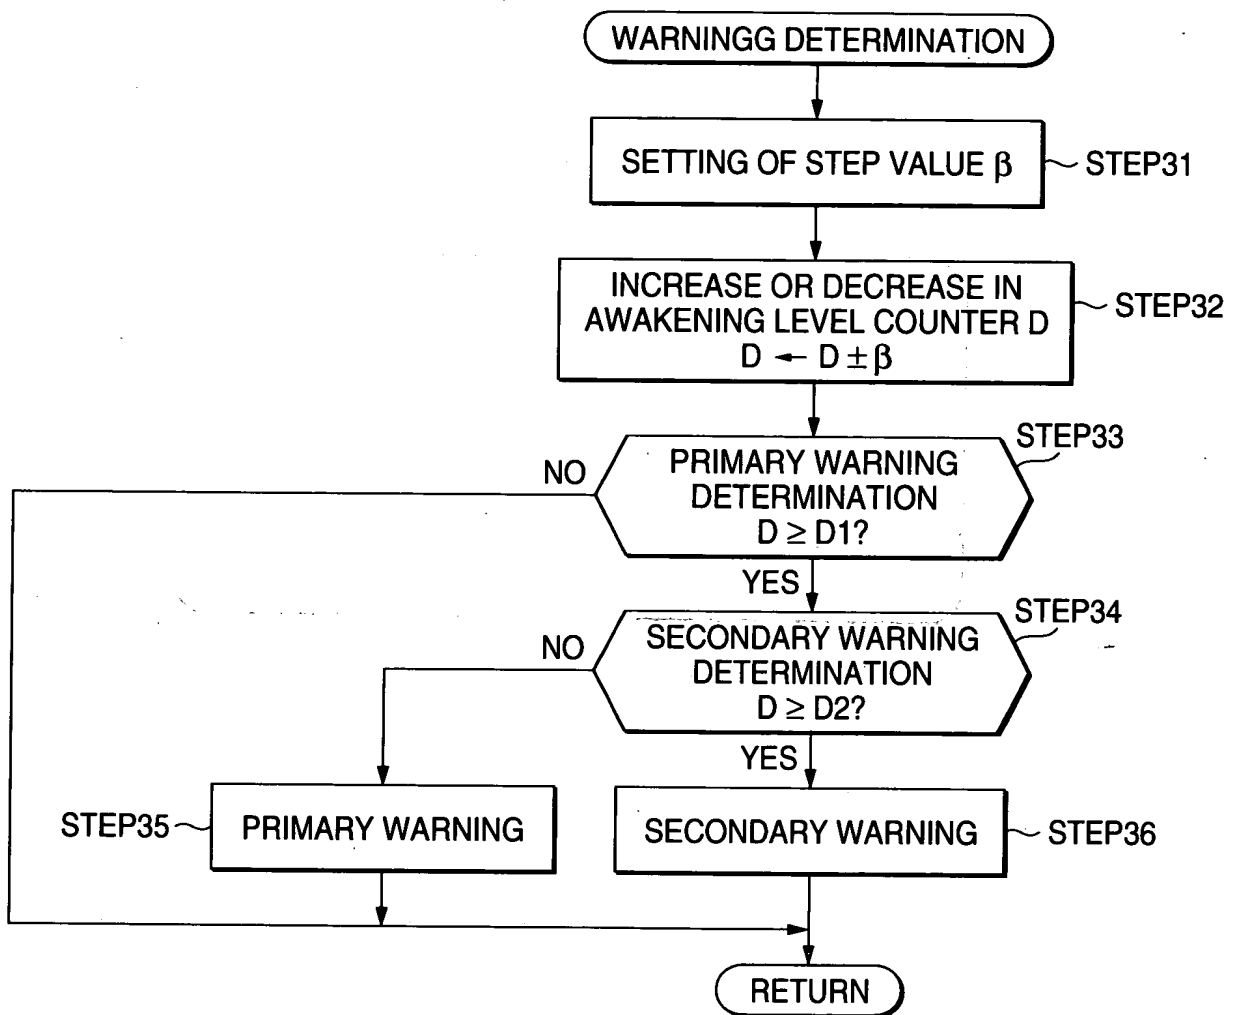 WARNINGG DETERMINATION
SETTING OF STEP VALUE β
STEP31
INCREASE OR DECREASE IN
AWAKENING LEVEL COUNTER D
D ← D ± β
STEP32
STEP33
PRIMARY WARNING
DETERMINATION
D ≥ D1?
NO
YES
STEP34
SECONDARY WARNING
DETERMINATION
D ≥ D2?
NO
YES
STEP35
PRIMARY WARNING
SECONDARY WARNING
STEP36
RETURN